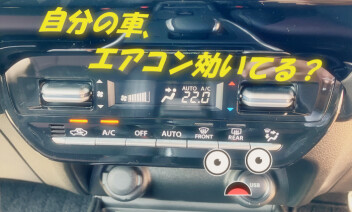 自分の車、
エアコン効いてる？
AUTO A/C
22.0
A/C OFF AUTO FRONT REAR
USB